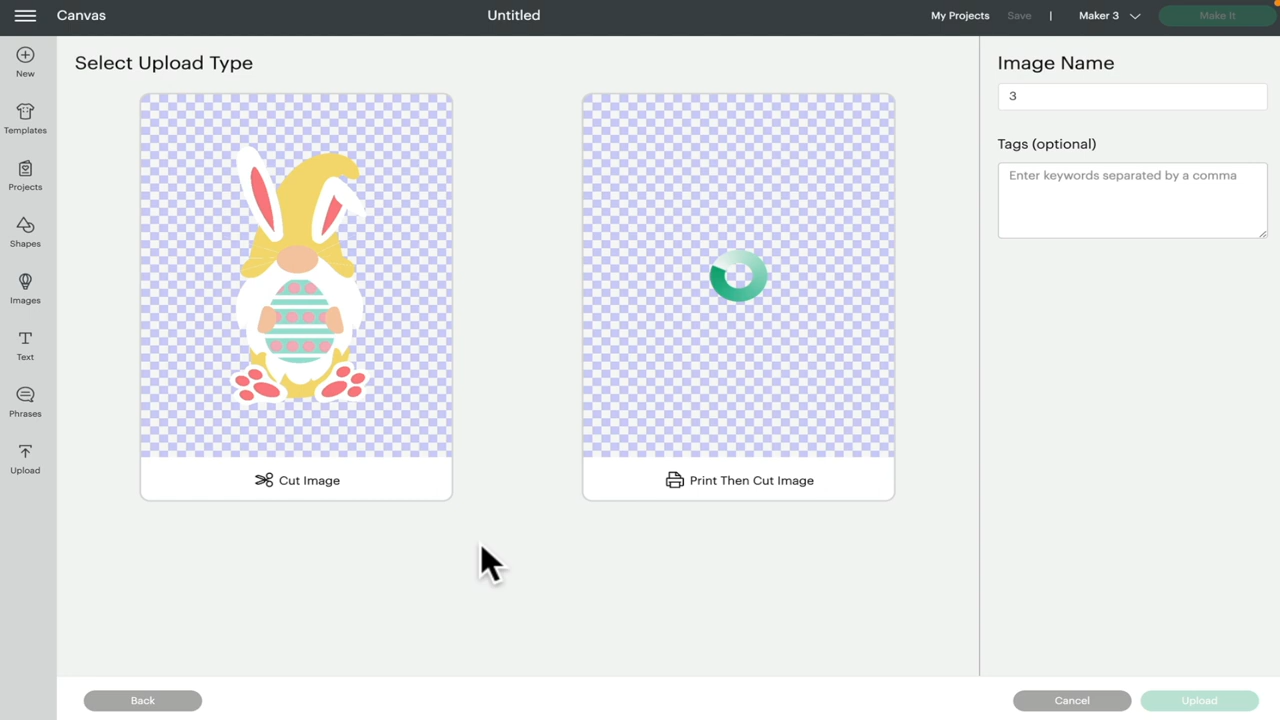 Canvas
Untitled
My Projects
Save
|
Maker 3
Make It
New
Templates
Projects
Shapes
Images
Text
Phrases
Upload
Select Upload Type
Cut Image
Print Then Cut Image
Image Name
3
Tags (optional)
Enter keywords separated by a comma
Back
Cancel
Upload